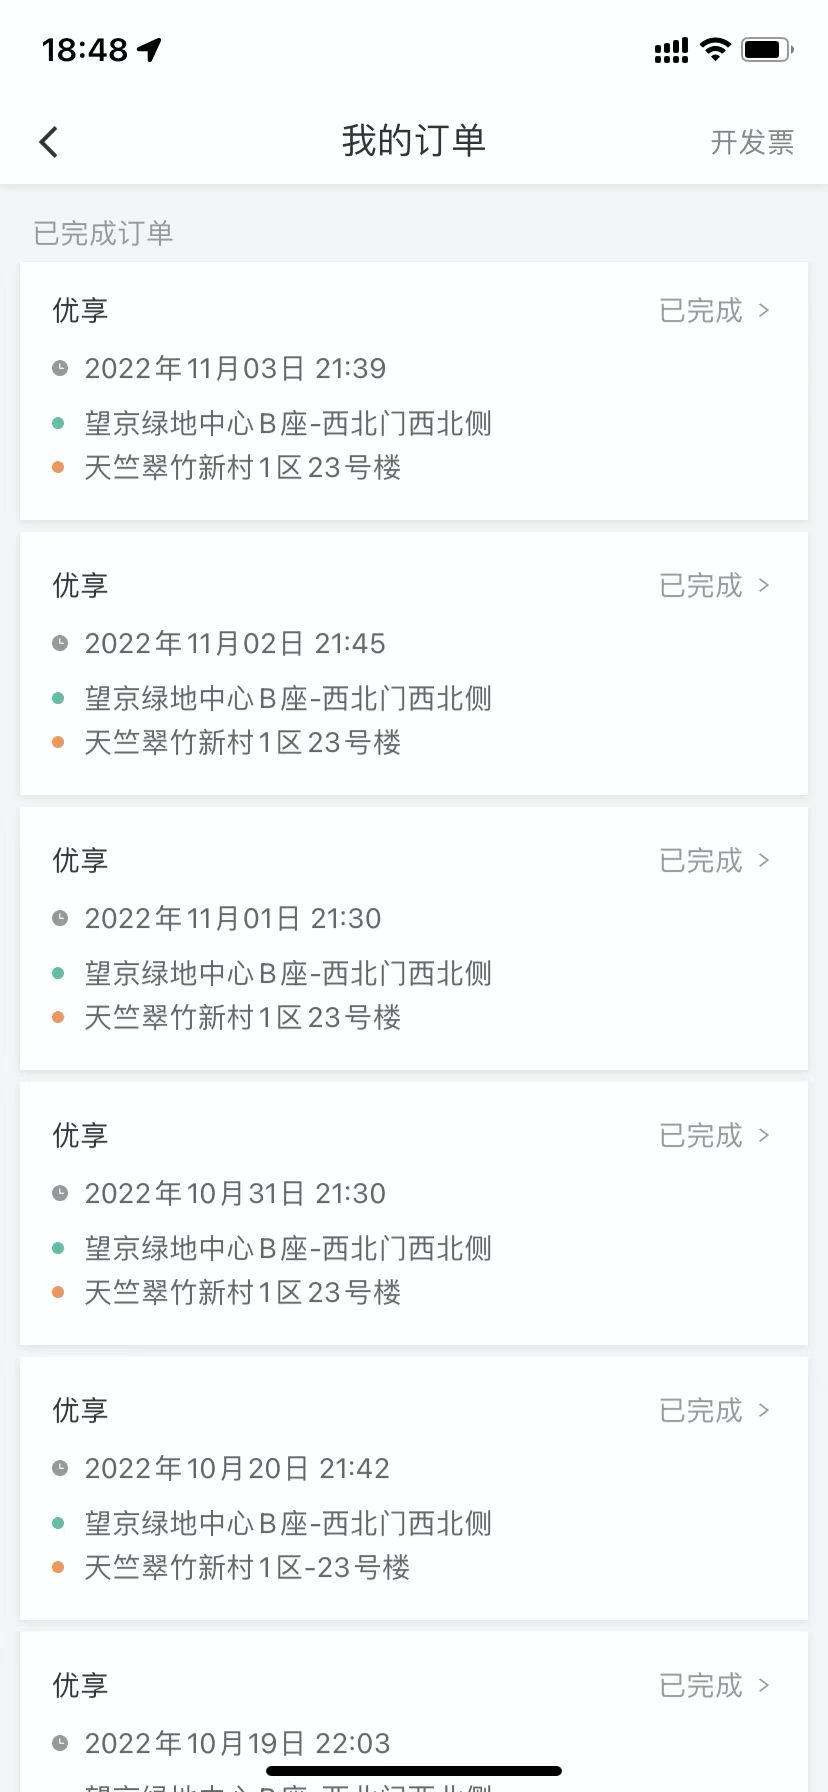 18:48
我的订单
开发票
已完成订单
优享
已完成
2022年11月03日 21:39
望京绿地中心B座-西北门西北侧
天竺翠竹新村1区23号楼
优享
已完成
2022年11月02日 21:45
望京绿地中心B座-西北门西北侧
天竺翠竹新村1区23号楼
优享
已完成
2022年11月01日 21:30
望京绿地中心B座-西北门西北侧
天竺翠竹新村1区23号楼
优享
已完成
2022年10月31日 21:30
望京绿地中心B座-西北门西北侧
天竺翠竹新村1区23号楼
优享
已完成
2022年10月20日 21:42
望京绿地中心B座-西北门西北侧
天竺翠竹新村1区-23号楼
优享
已完成
2022年10月19日 22:03